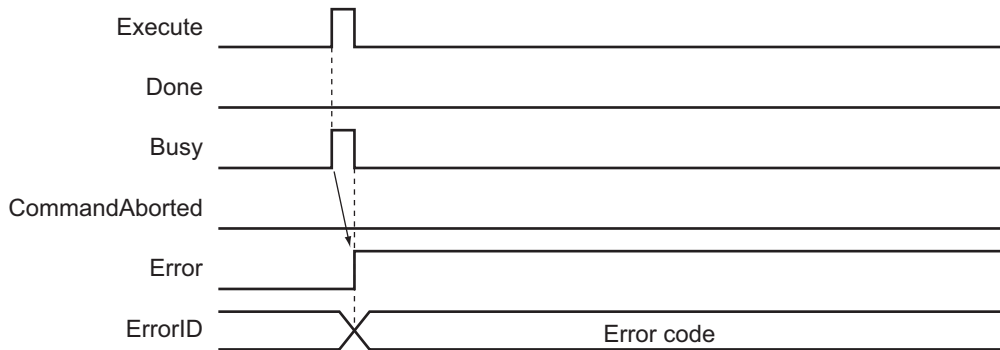 Execute
Done
Busy
CommandAborted
Error
ErrorID
Error code